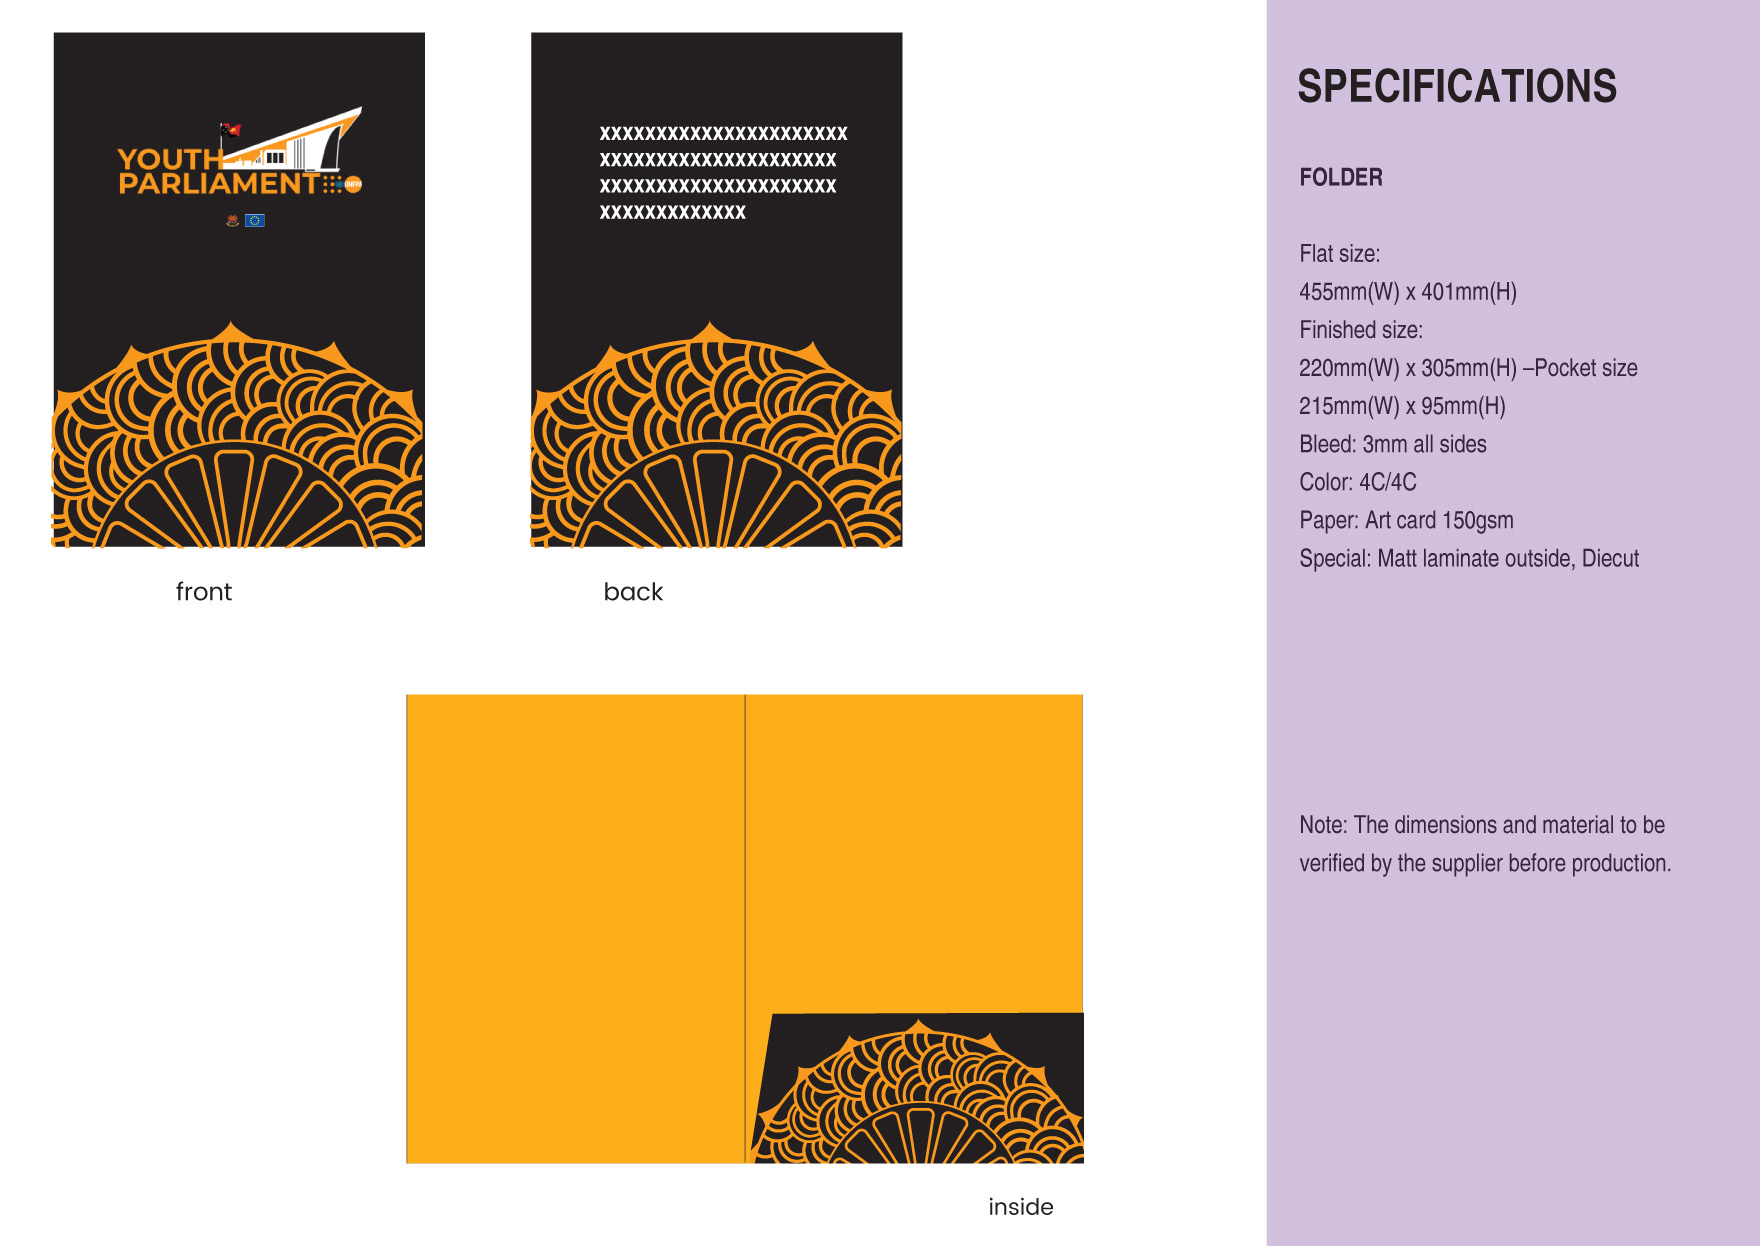 YOUTH
PARLIAMENT
UNFPA
xxxxxxxxxxxxxxxxxxxxxx
xxxxxxxxxxxxxxxxxxxxx
xxxxxxxxxxxxxxxxxxxxx
xxxxxxxxxxxxx
front
back
inside
SPECIFICATIONS
FOLDER
Flat size:
455mm(W) x 401mm(H)
Finished size:
220mm(W) x 305mm(H) –Pocket size
215mm(W) x 95mm(H)
Bleed: 3mm all sides
Color: 4C/4C
Paper: Art card 150gsm
Special: Matt laminate outside, Diecut
Note: The dimensions and material to be
verified by the supplier before production.